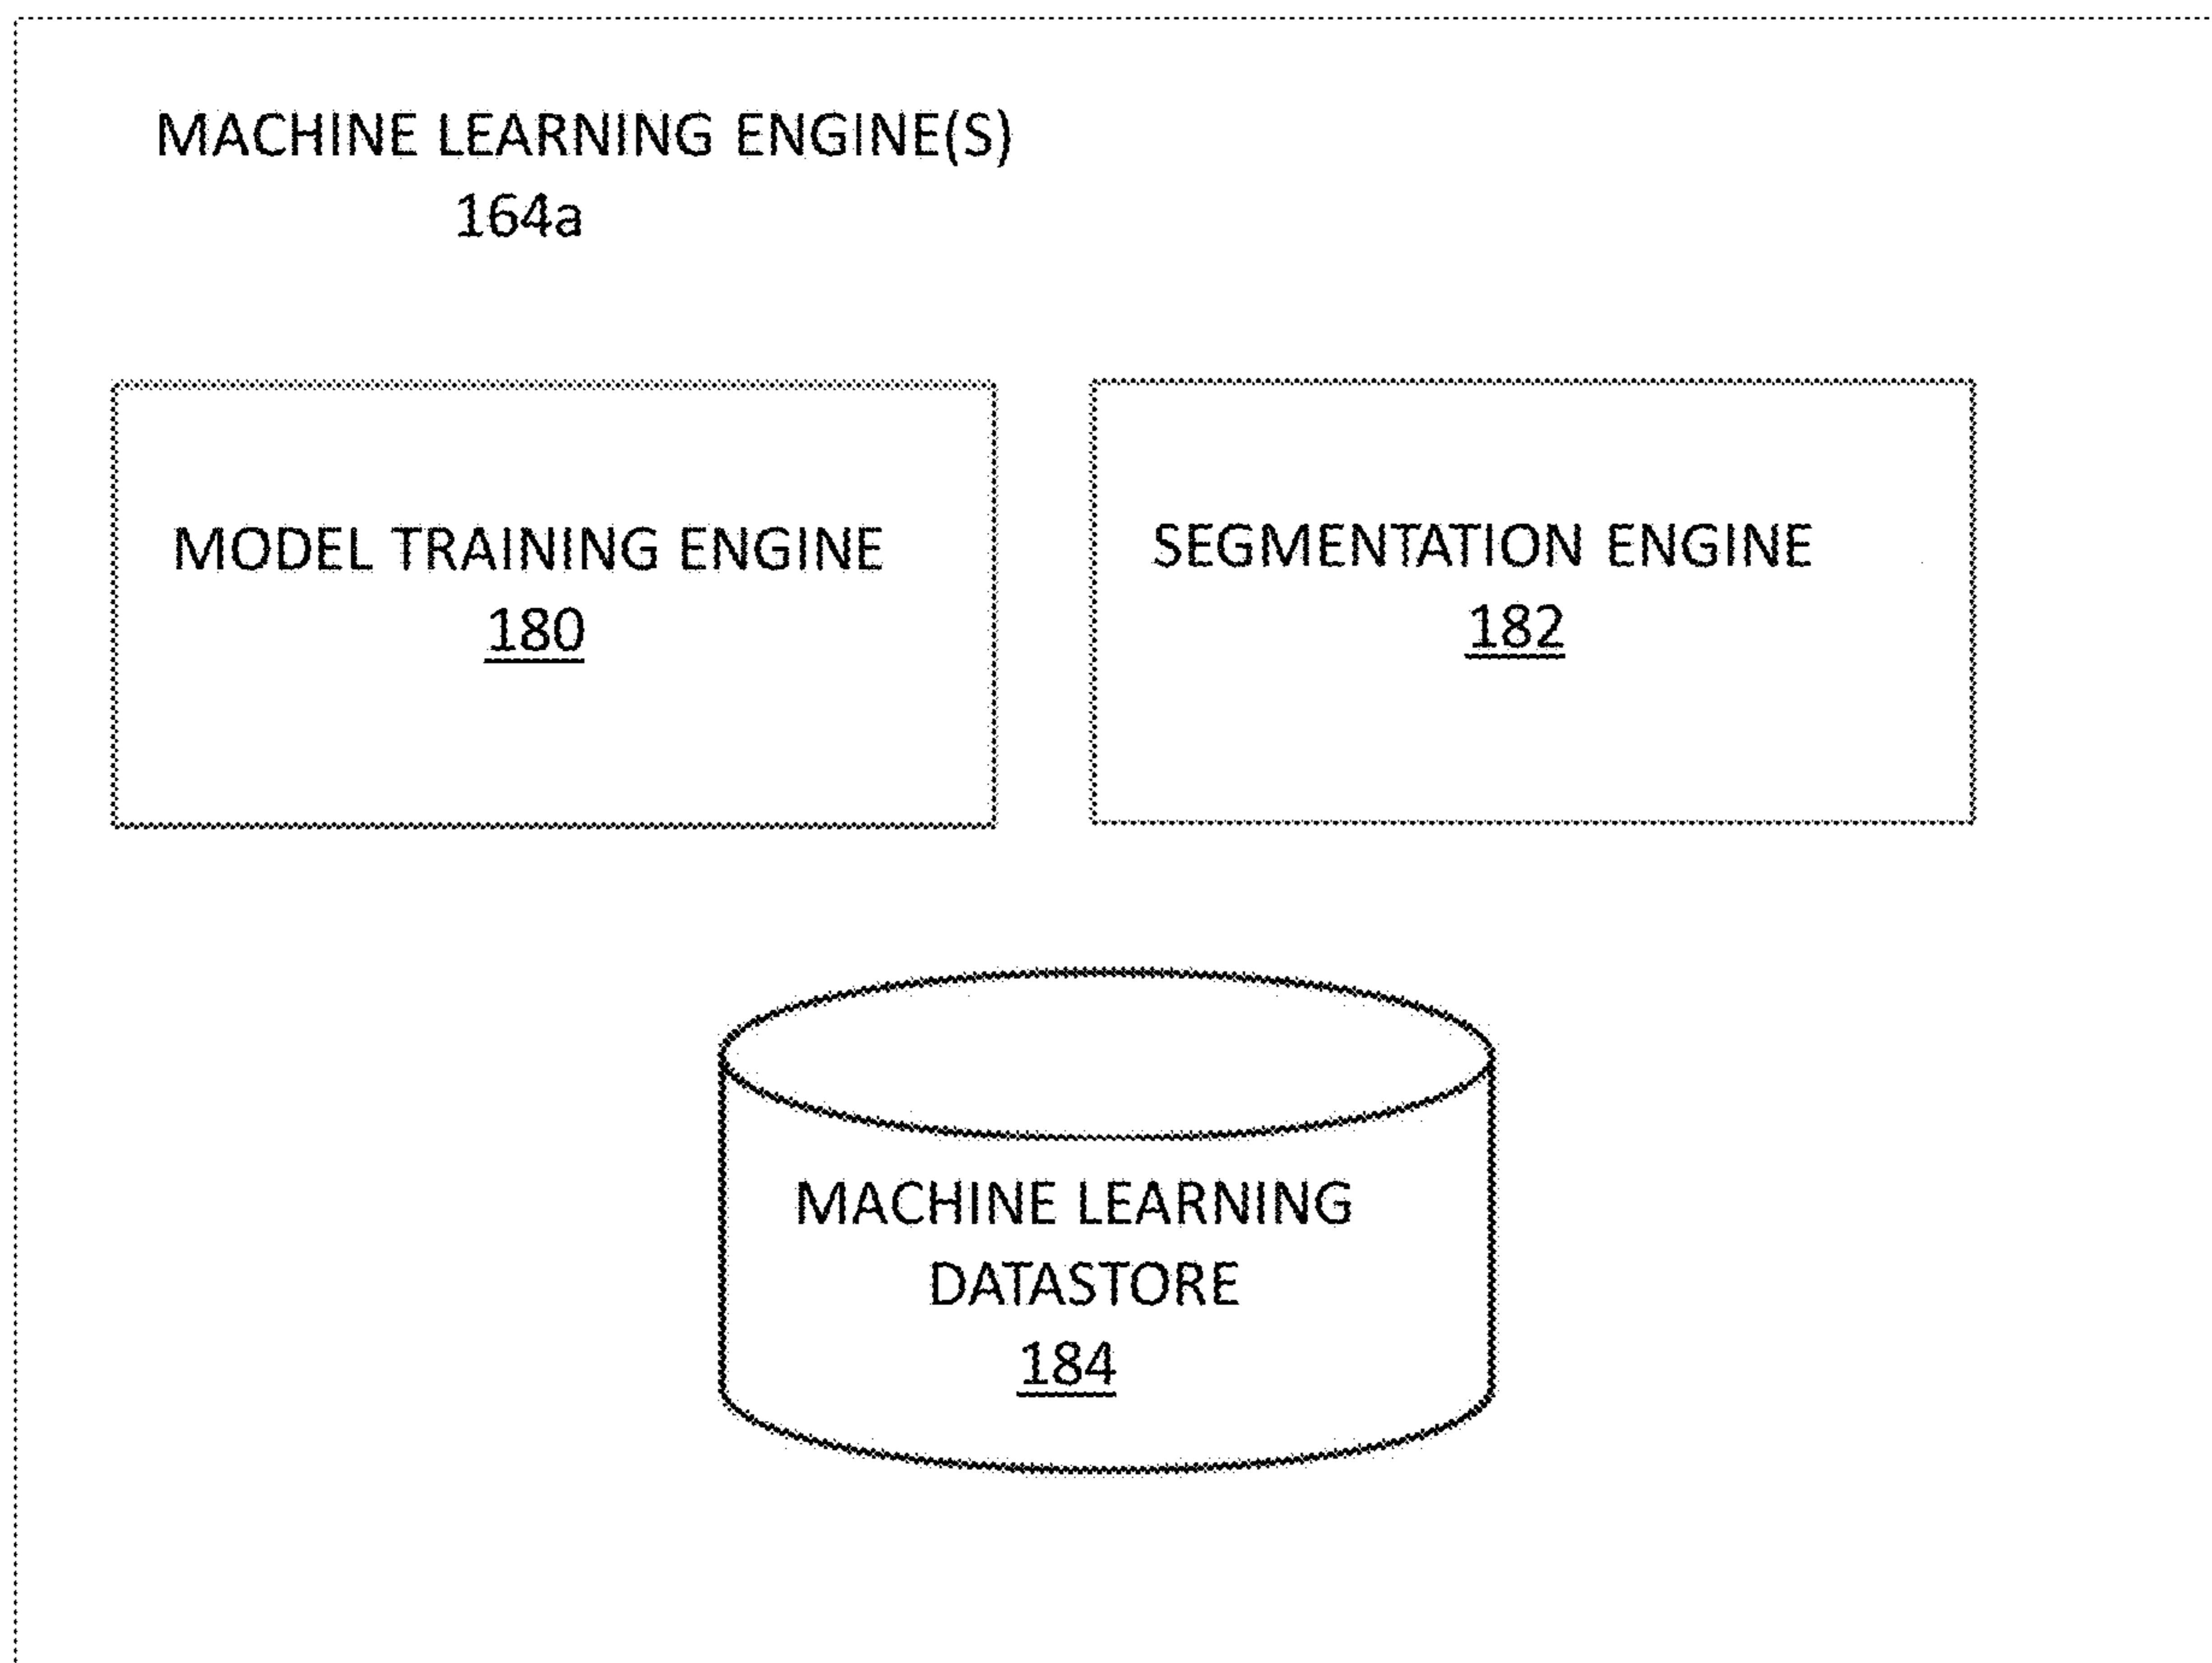 MACHINE LEARNING ENGINE(S)
164a
MODEL TRAINING ENGINE
180
SEGMENTATION ENGINE
182
MACHINE LEARNING
DATASTORE
184